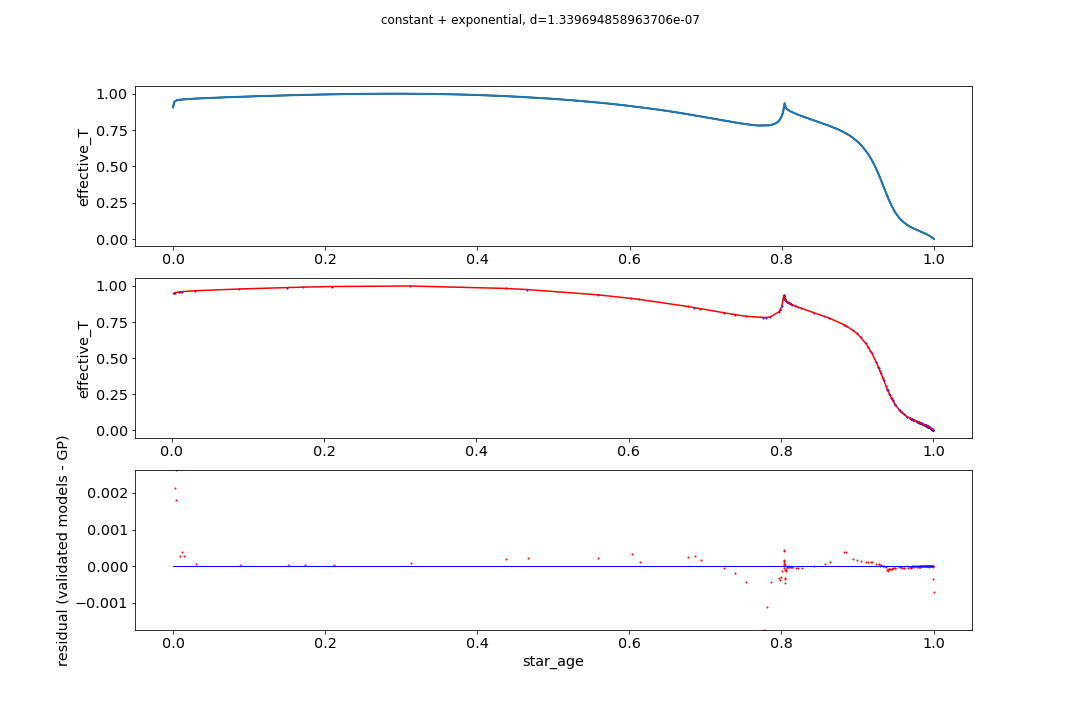 constant + exponential, d=1.339694858963706e-07
effective_T
1.00
0.75
0.50
0.25
0.00
0.0 0.2 0.4 0.6 0.8 1.0
effective_T
1.00
0.75
0.50
0.25
0.00
0.0 0.2 0.4 0.6 0.8 1.0
residual (validated models - GP)
0.002
0.001
0.000
−0.001
0.0 0.2 0.4 0.6 0.8 1.0
star_age